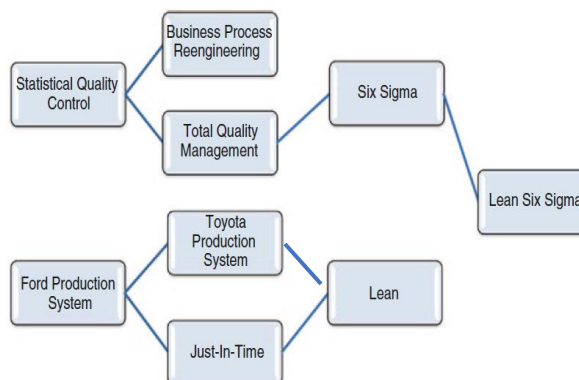 Business Process
Reengineering
Statistical Quality
Control
Six Sigma
Total Quality
Management
Lean Six Sigma
Toyota
Production
System
Ford Production
System
Lean
Just-In-Time